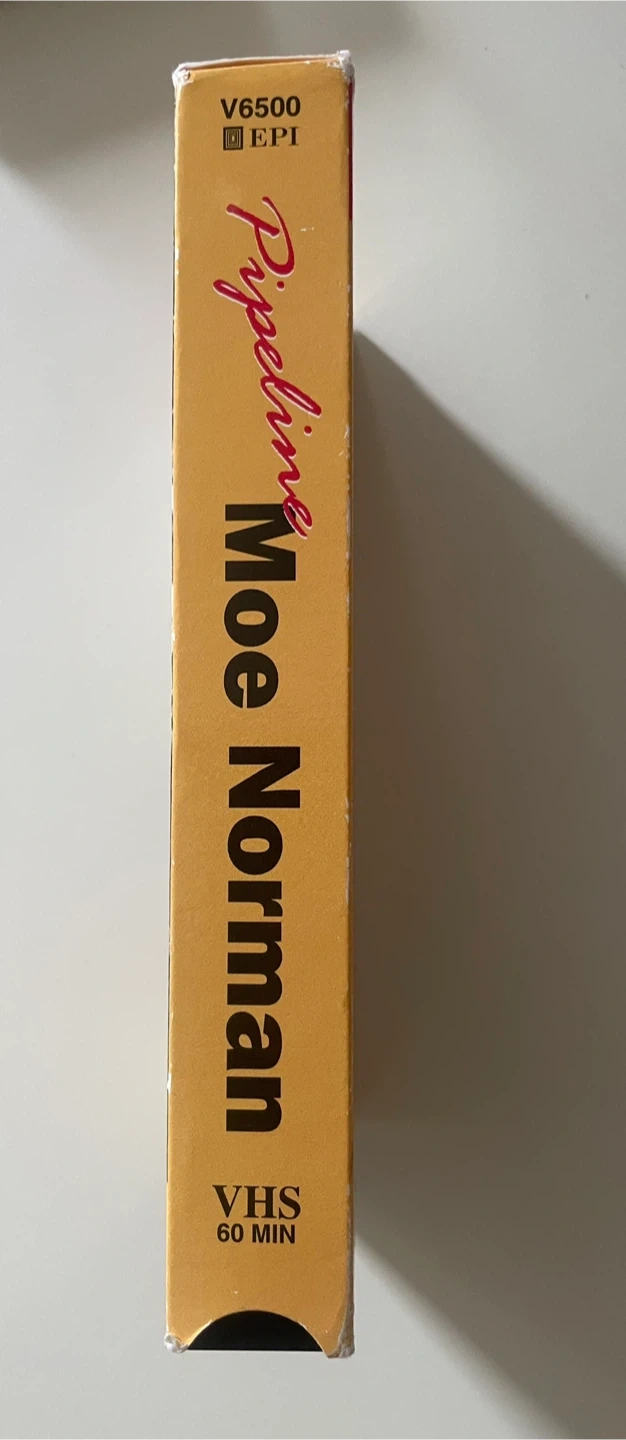 V6500
EPI
Pipeline
Moe Norman
VHS
60 MIN